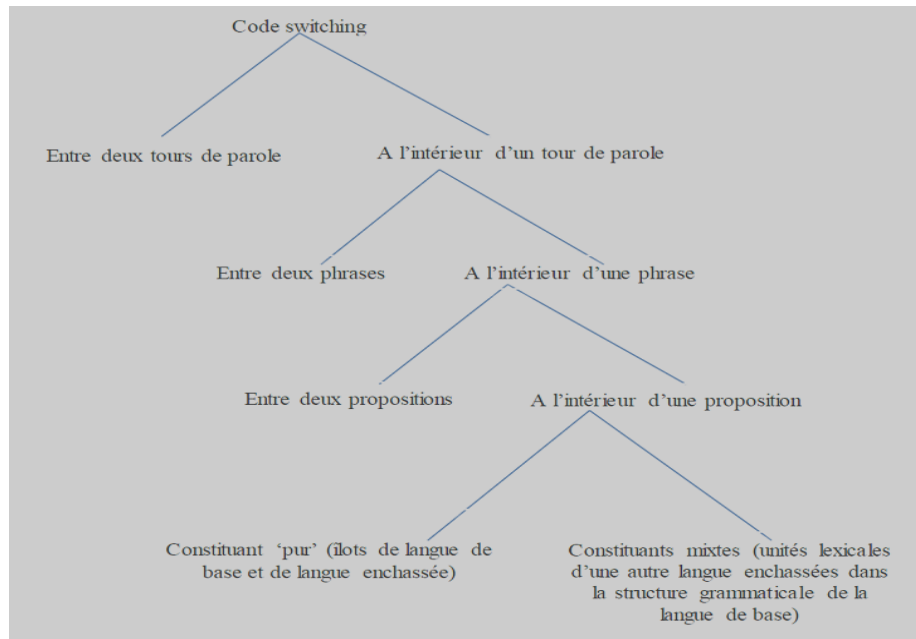 Code switching
Entre deux tours de parole
A l’intérieur d’un tour de parole
Entre deux phrases
A l’intérieur d’une phrase
Entre deux propositions
A l’intérieur d’une proposition
Constituant ‘pur’ (îlots de langue de
base et de langue enchassée)
Constituants mixtes (unités lexicales
d’une autre langue enchassées dans
la structure grammaticale de la
langue de base)